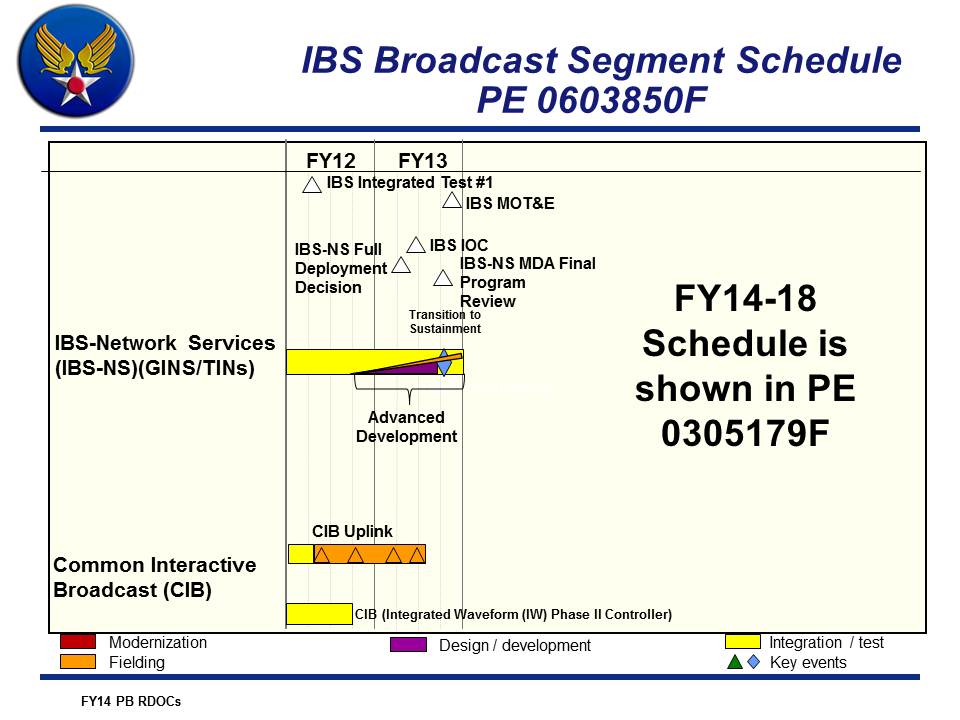 IBS Broadcast Segment Schedule
PE 0603850F
FY12 FY13
IBS Integrated Test #1
IBS MOT&E
IBS-NS Full
Deployment
Decision
IBS IOC
IBS-NS MDA Final
Program
Review
Transition to
Sustainment
IBS-Network Services
(IBS-NS)(GINS/TINs)
Advanced
Development
FY14-18
Schedule is
shown in PE
0305179F
CIB Uplink
Common Interactive
Broadcast (CIB)
CIB (Integrated Waveform (IW) Phase II Controller)
Modernization
Fielding
Design / development
Integration / test
Key events
FY14 PB RDOCs